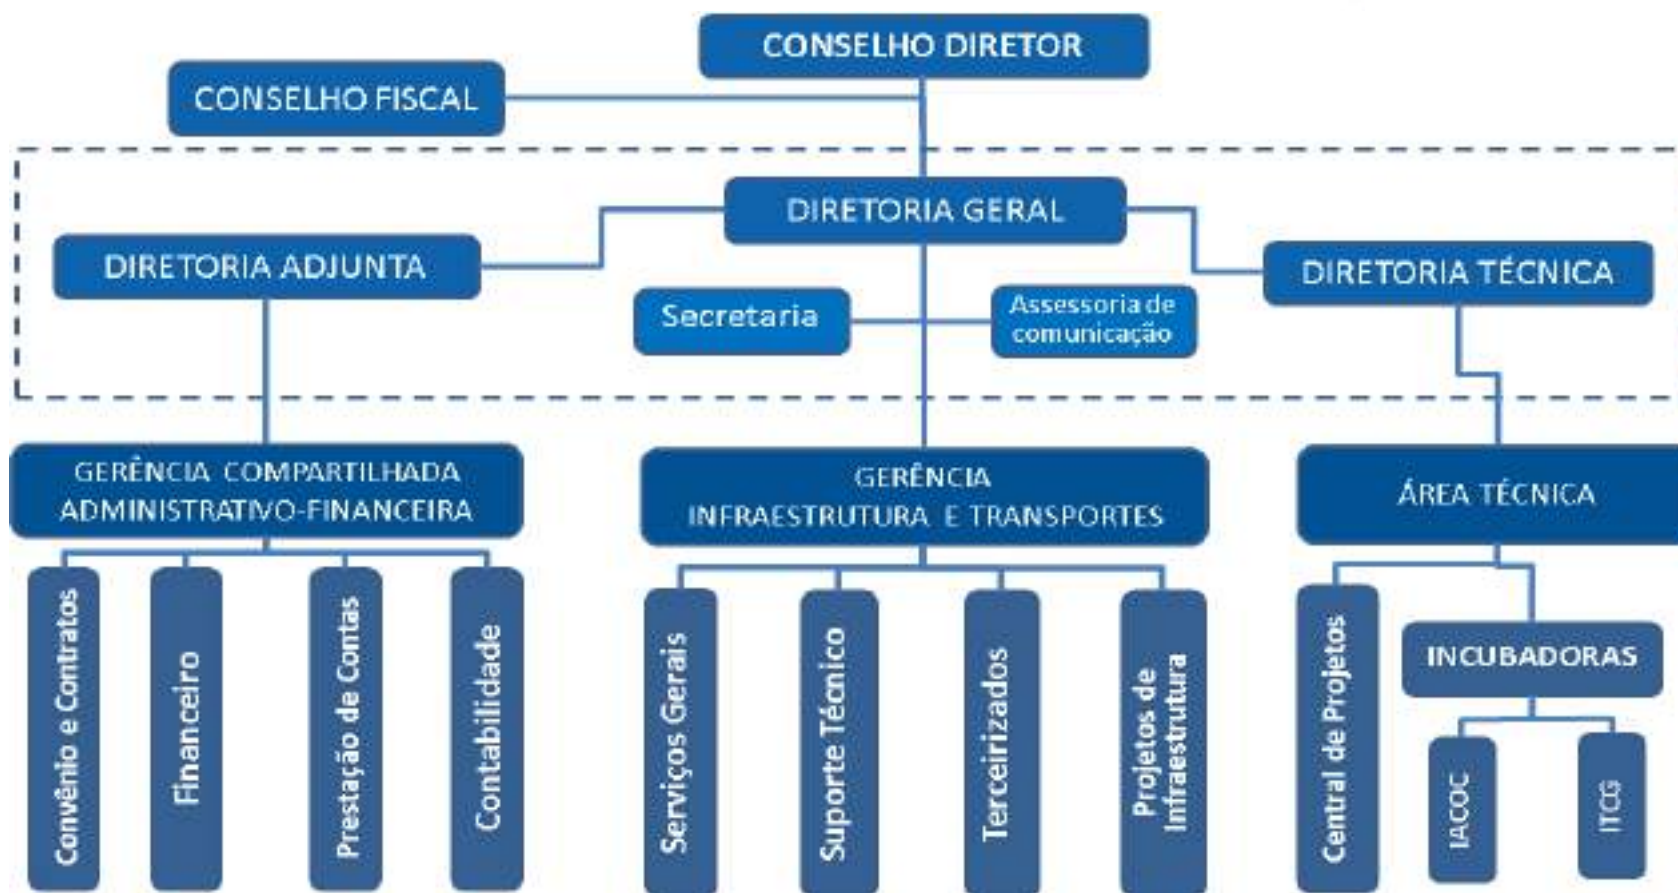 CONSELHO DIRETOR
CONSELHO FISCAL
DIRETORIA GERAL
DIRETORIA ADJUNTA
DIRETORIA TÉCNICA
Secretaria
Assessoria de
comunicação
GERÊNCIA COMPARTILHADA
ADMINISTRATIVO-FINANCEIRA
GERÊNCIA
INFRAESTRUTURA E TRANSPORTES
ÁREA TÉCNICA
Convênio e Contratos
Financeiro
Prestação de Contas
Contabilidade
Serviços Gerais
Suporte Técnico
Terceirizados
Projetos de
Infraestrutura
Central de Projetos
INCUBADORAS
IACOC
ITCG